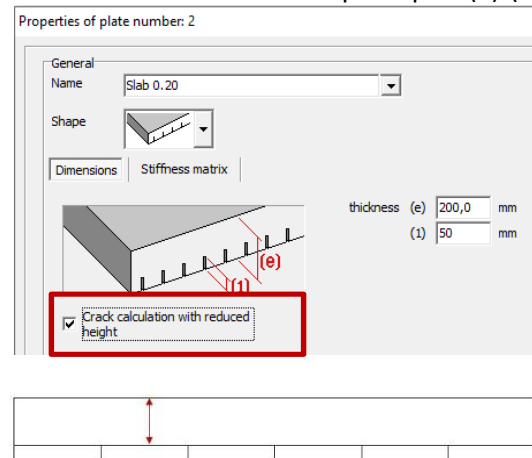 Properties of plate number: 2
General
Name Slab 0.20
Shape
Dimensions Stiffness matrix
thickness (e) 200,0 mm
(1) 50 mm
(e)
(1)
Crack calculation with reduced
height